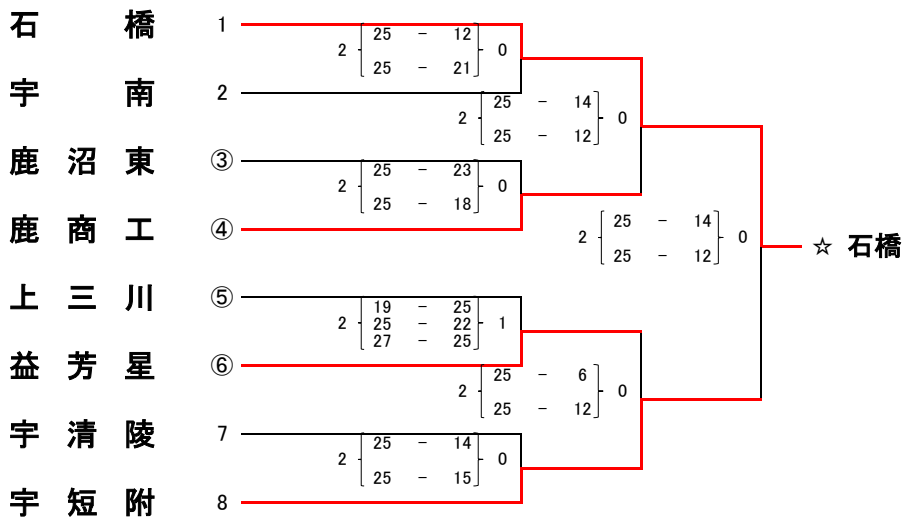 石橋 1
2 25 － 12 0
25 － 21
宇南 2
2 25 － 14 0
25 － 12
鹿沼東 ③
2 25 － 23 0
25 － 18
鹿商工 ④
2 25 － 14 0
25 － 12
☆ 石橋
上三川 ⑤
19 － 25
2 25 － 22 1
27 － 25
益芳星 ⑥
2 25 － 6 0
25 － 12
宇清陵 7
2 25 － 14 0
25 － 15
宇短附 8